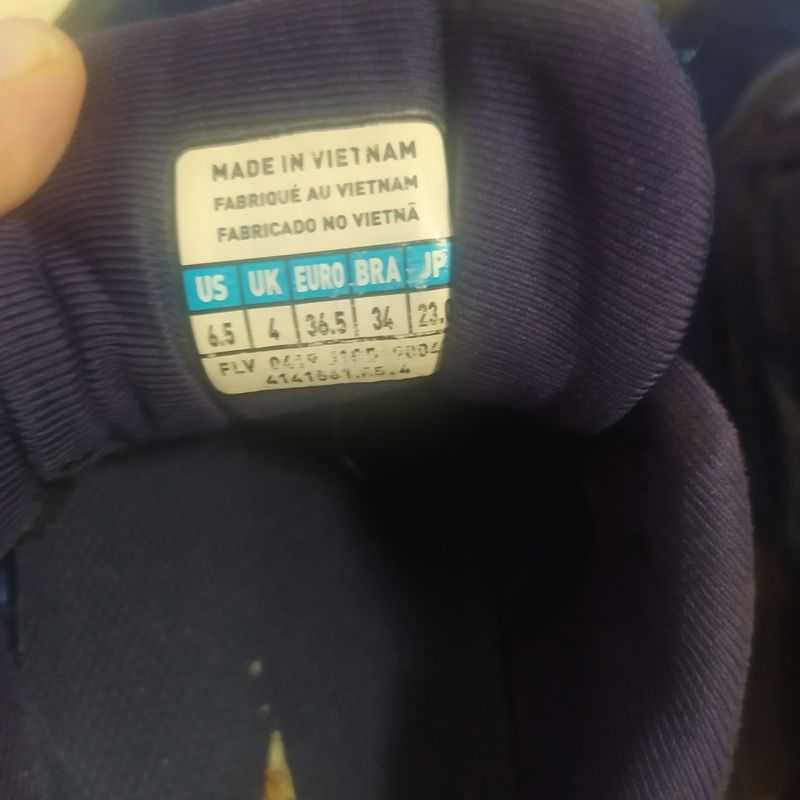 MADE IN VIETNAM
FABRIQUÉ AU VIETNAM
FABRICADO NO VIETNÃ
US UK EURO BRA JP
6.5 4 36.5 34
FLV